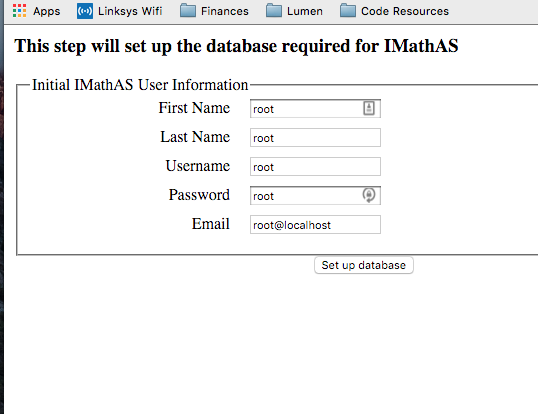 Apps Linksys Wifi Finances Lumen Code Resources
This step will set up the database required for IMathAS
Initial IMathAS User Information
First Name root
Last Name root
Username root
Password root
Email root@localhost
Set up database